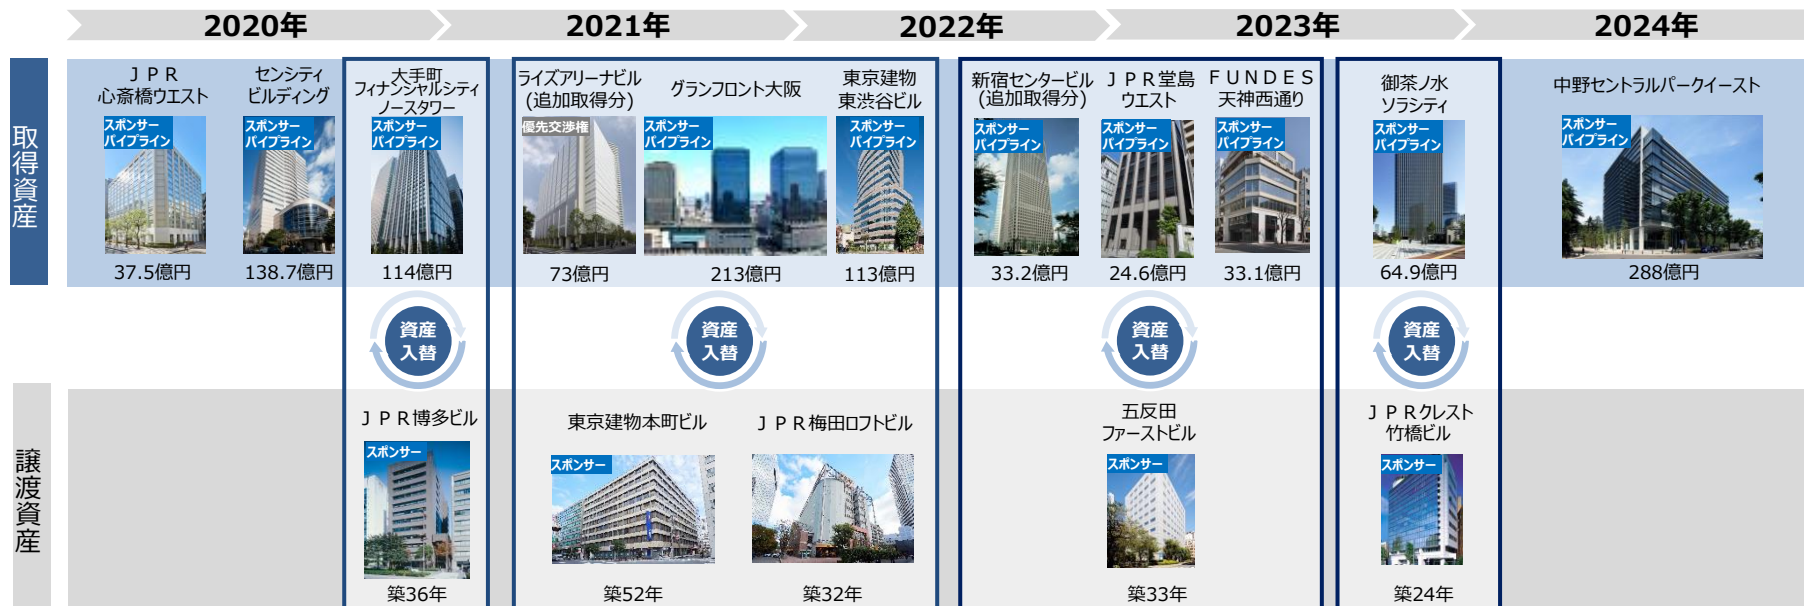 2020年
2021年
2022年
2023年
2024年
取得資産
ＪＰＲ
心斎橋ウエスト
スポンサー
パイプライン
37.5億円
センシティ
ビルディング
スポンサー
パイプライン
138.7億円
大手町
フィナンシャルシティ
ノースタワー
スポンサー
パイプライン
114億円
ライズアリーナビル
(追加取得分)
優先交渉権
73億円
グランフロント大阪
スポンサー
パイプライン
213億円
東京建物
東渋谷ビル
スポンサー
パイプライン
113億円
新宿センタービル
(追加取得分)
スポンサー
パイプライン
33.2億円
ＪＰＲ堂島
ウエスト
スポンサー
パイプライン
24.6億円
ＦＵＮＤＥＳ
天神西通り
スポンサー
パイプライン
33.1億円
御茶ノ水
ソラシティ
スポンサー
パイプライン
64.9億円
中野セントラルパークイースト
スポンサー
パイプライン
288億円
資産
入替
資産
入替
資産
入替
資産
入替
譲渡資産
ＪＰＲ博多ビル
スポンサー
築36年
東京建物本町ビル
スポンサー
築52年
ＪＰＲ梅田ロフトビル
築32年
五反田
ファーストビル
スポンサー
築33年
ＪＰＲクレスト
竹橋ビル
スポンサー
築24年